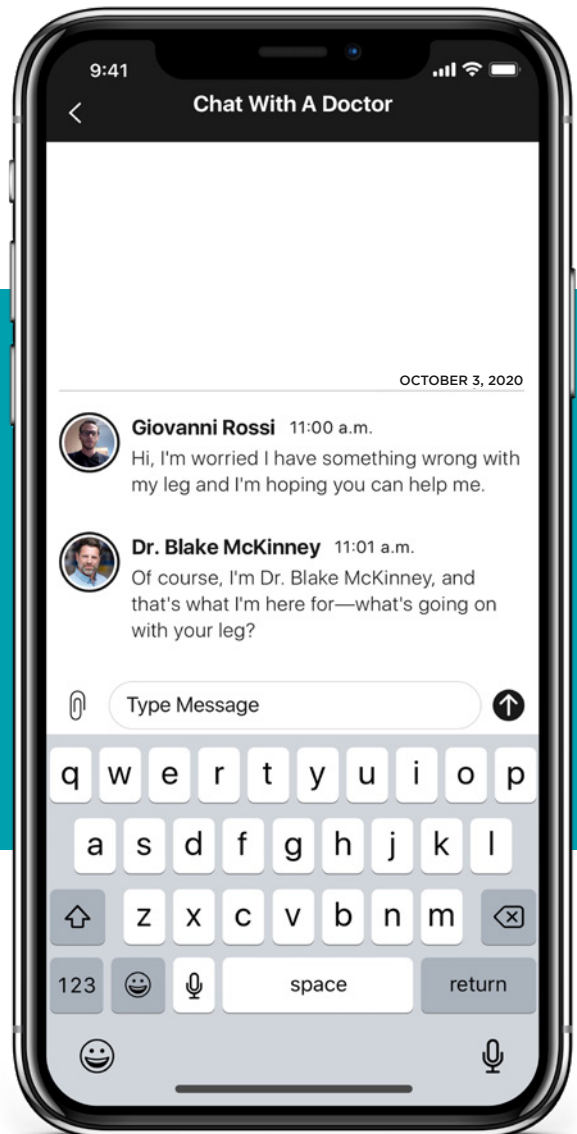 9:41
Chat With A Doctor
OCTOBER 3, 2020
Giovanni Rossi 11:00 a.m.
Hi, I'm worried I have something wrong with
my leg and I'm hoping you can help me.
Dr. Blake McKinney 11:01 a.m.
Of course, I'm Dr. Blake McKinney, and
that's what I'm here for—what's going on
with your leg?
Type Message
q w e r t y u i o p
a s d f g h j k l
z x c v b n m
123 space return